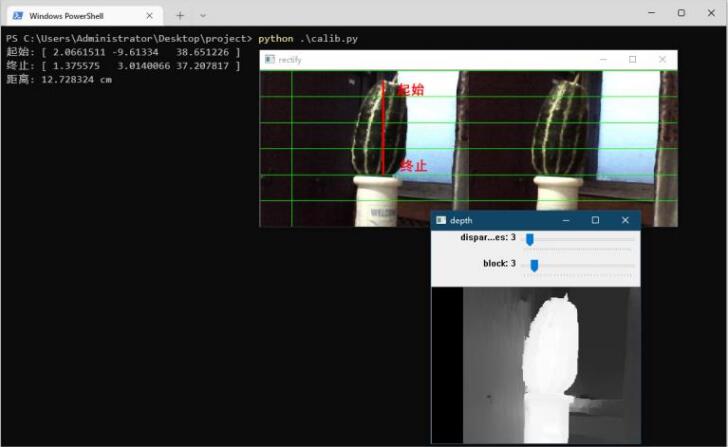 Windows PowerShell
PS C:\Users\Administrator\Desktop\project> python .\calib.py
起始: [ 2.0661511 -9.61334   38.651226 ]
终止: [ 1.375575   3.0140066 37.207817 ]
距离: 12.728324 cm
rectify
起始
终止
WELCOM
depth
dispar...es: 3
block: 3